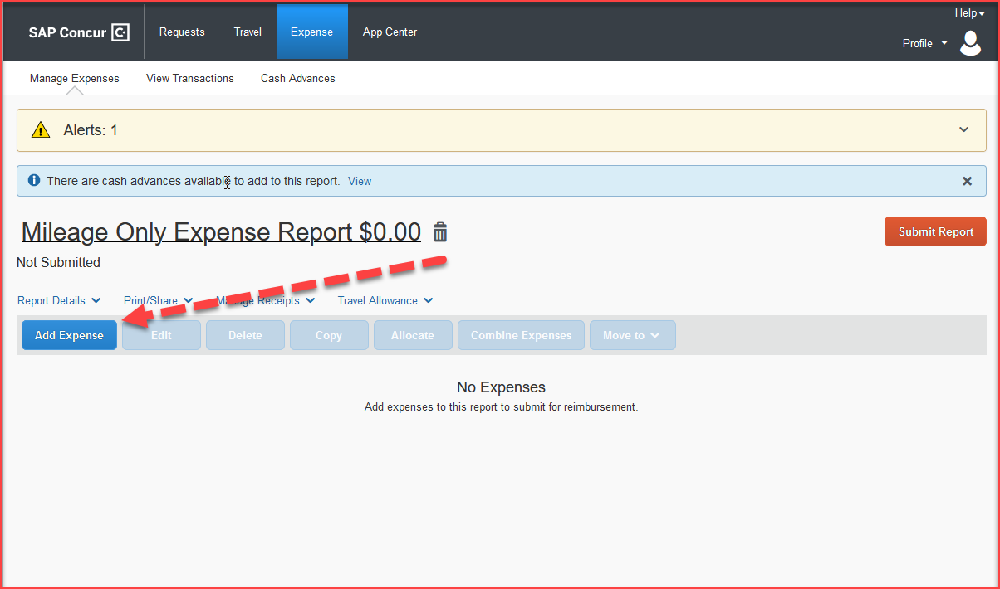 Help
SAP Concur C
Requests Travel Expense App Center
Profile
Manage Expenses View Transactions Cash Advances
Alerts: 1
There are cash advances available to add to this report. View
Mileage Only Expense Report $0.00
Submit Report
Not Submitted
Report Details Print/Share Manage Receipts Travel Allowance
Add Expense Edit Delete Copy Allocate Combine Expenses Move to
No Expenses
Add expenses to this report to submit for reimbursement.